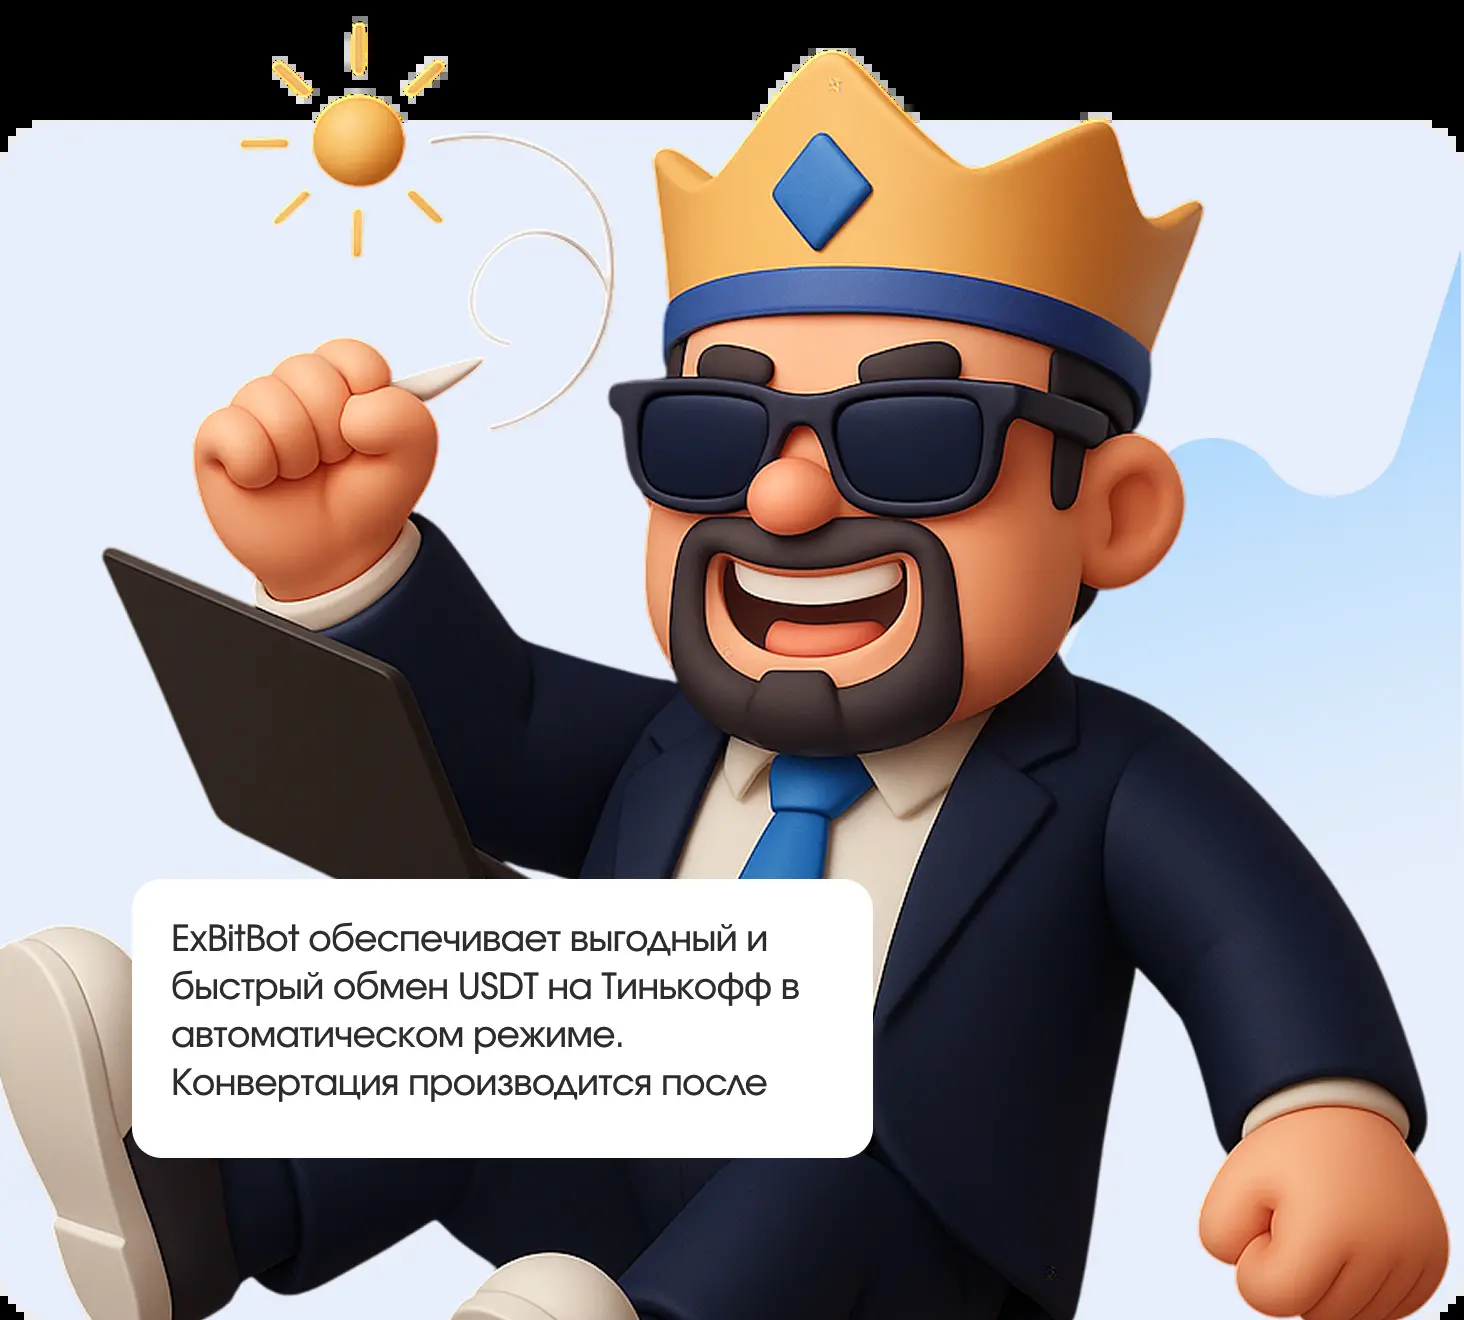 ExBitBot обеспечивает выгодный и
быстрый обмен USDT на Тинькофф в
автоматическом режиме.
Конвертация производится после